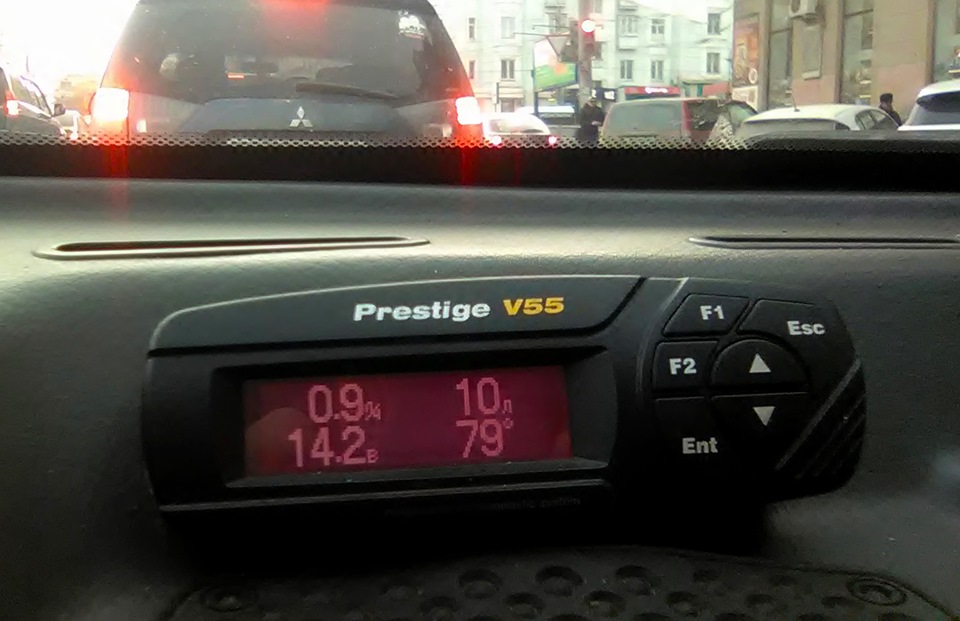 Prestige V55
F1
Esc
F2
Ent
0.9 10л
14.2в 79°